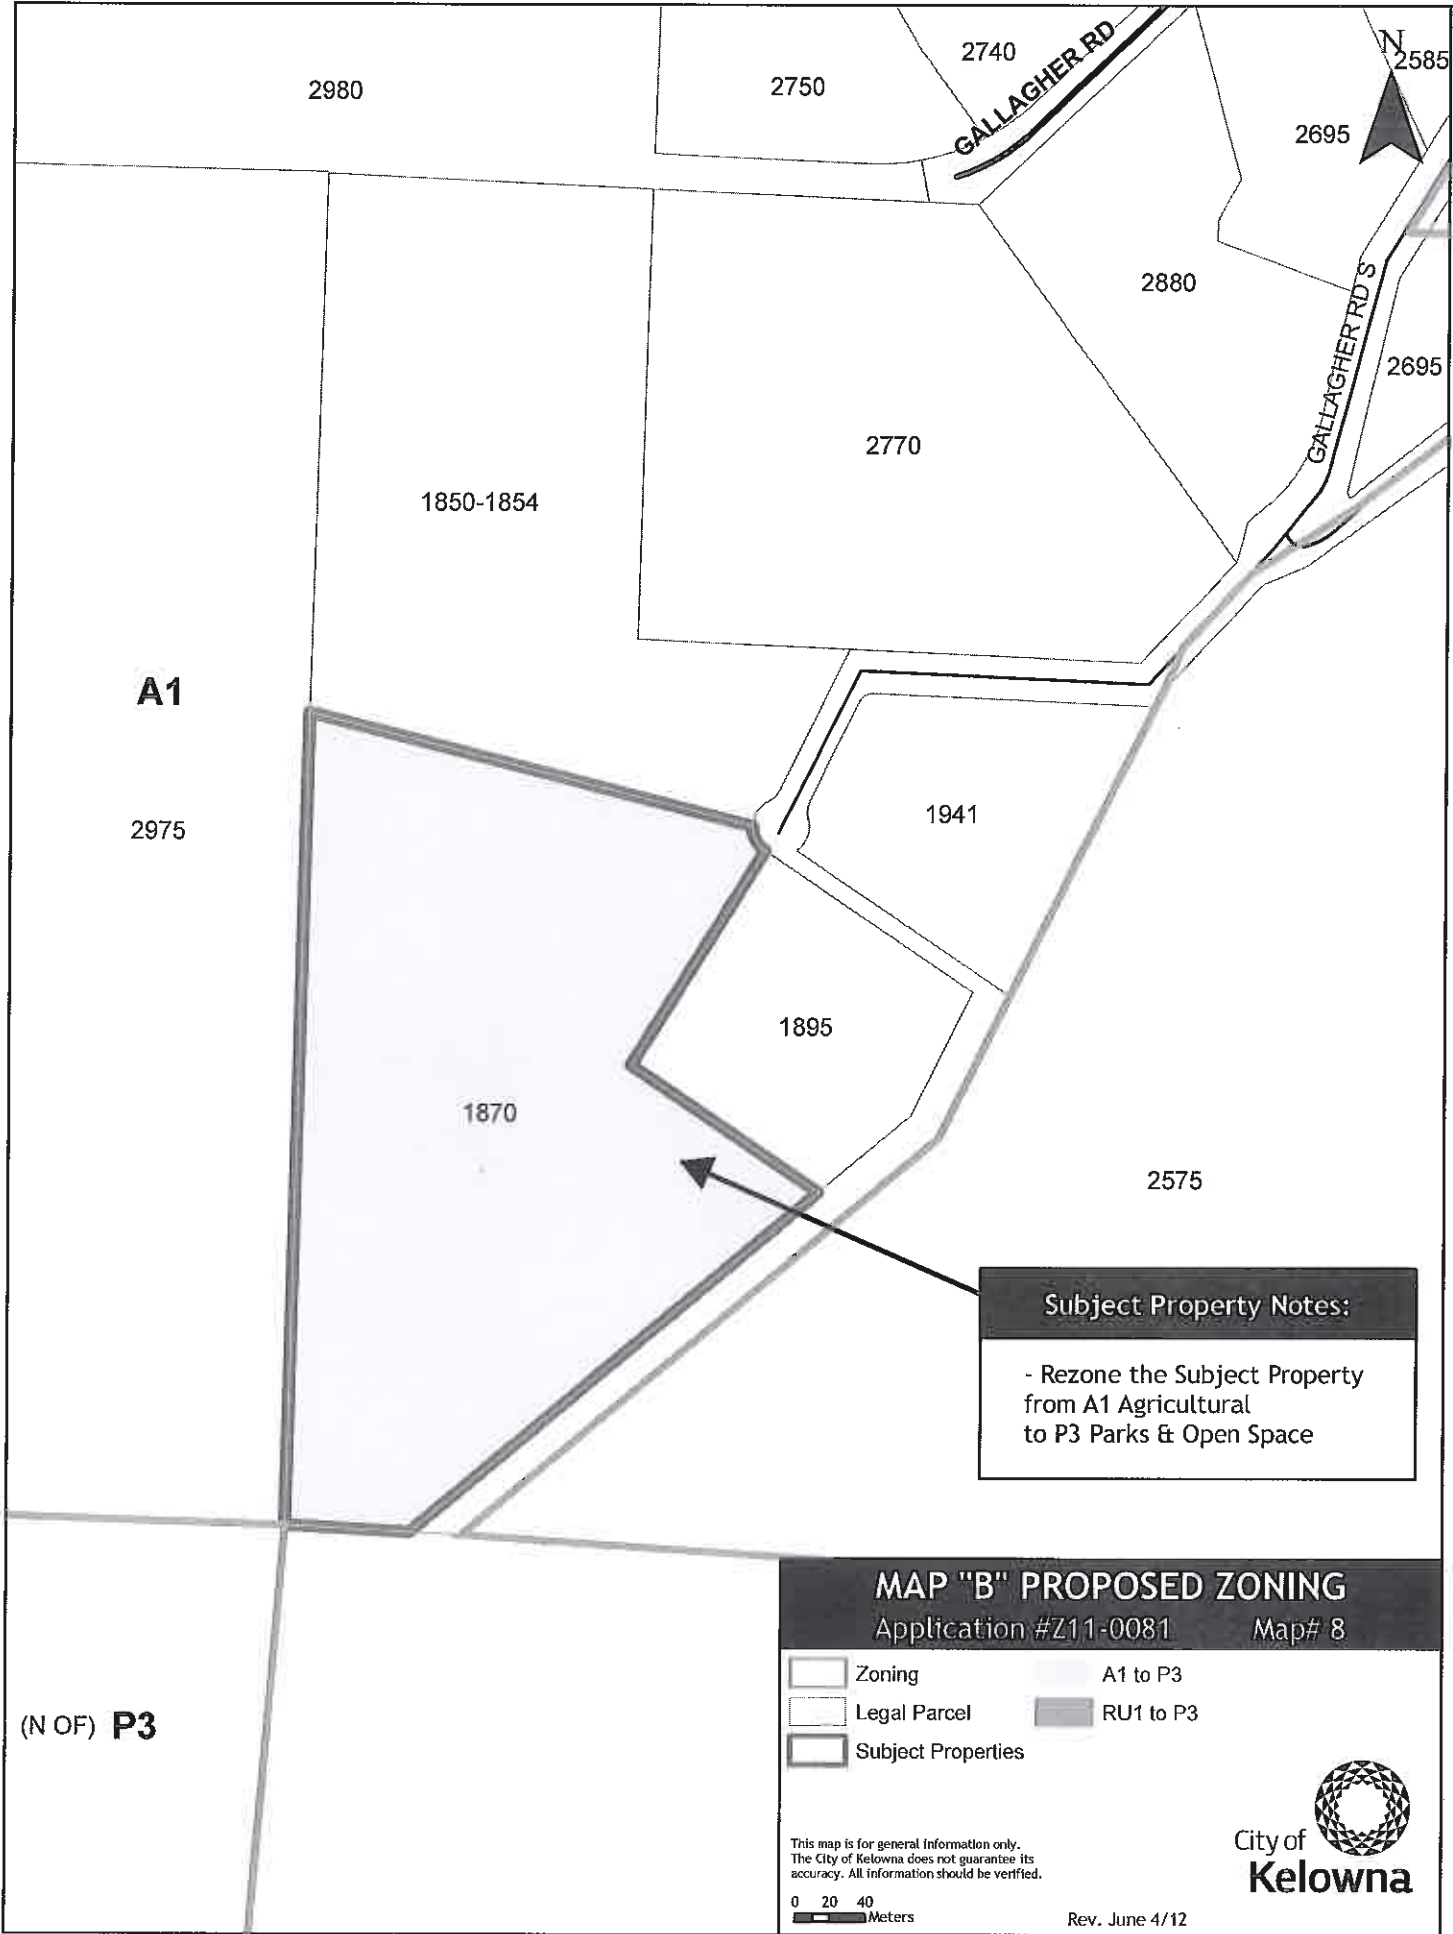 2980
2750
2740
GALLAGHER RD
N
2585
2695
2880
GALLAGHER RD S
2695
2770
1850-1854
A1
2975
1941
1895
1870
2575
Subject Property Notes:
- Rezone the Subject Property
from A1 Agricultural
to P3 Parks & Open Space
(N OF) P3
MAP "B" PROPOSED ZONING
Application #Z11-0081 Map# 8
Zoning
Legal Parcel
Subject Properties
A1 to P3
RU1 to P3
This map is for general information only.
The City of Kelowna does not guarantee its
accuracy. All information should be verified.
0 20 40
Meters
Rev. June 4/12
City of
Kelowna